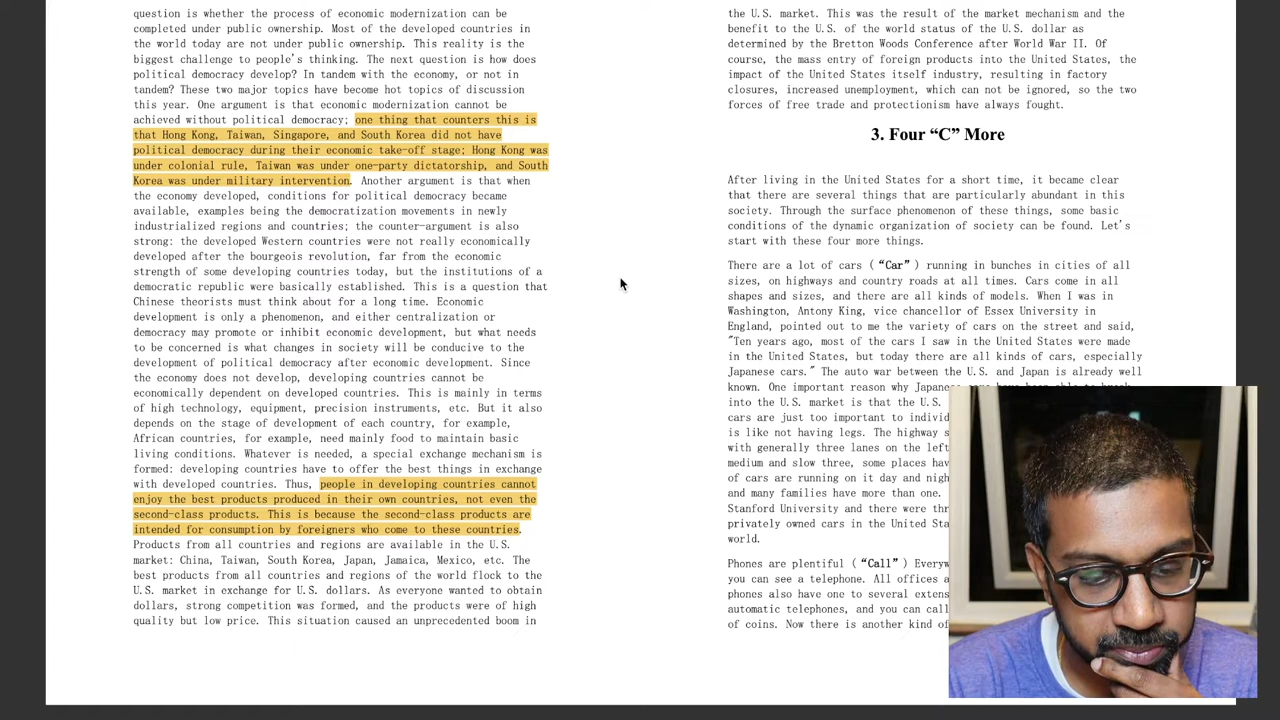 question is whether the process of economic modernization can be
completed under public ownership. Most of the developed countries in
the world today are not under public ownership. This reality is the
biggest challenge to people's thinking. The next question is how does
political democracy develop? In tandem with the economy, or not in
tandem? These two major topics have become hot topics of discussion
this year. One argument is that economic modernization cannot be
achieved without political democracy; one thing that counters this is
that Hong Kong, Taiwan, Singapore, and South Korea did not have
political democracy during their economic take-off stage; Hong Kong was
under colonial rule, Taiwan was under one-party dictatorship, and South
Korea was under military intervention. Another argument is that when
the economy developed, conditions for political democracy became
available, examples being the democratization movements in newly
industrialized regions and countries; the counter-argument is also
strong: the developed Western countries were not really economically
developed after the bourgeois revolution, far from the economic
strength of some developing countries today, but the institutions of a
democratic republic were basically established. This is a question that
Chinese theorists must think about for a long time. Economic
development is only a phenomenon, and either centralization or
democracy may promote or inhibit economic development, but what needs
to be concerned is what changes in society will be conducive to the
development of political democracy after economic development. Since
the economy does not develop, developing countries cannot be
economically dependent on developed countries. This is mainly in terms
of high technology, equipment, precision instruments, etc. But it also
depends on the stage of development of each country, for example,
African countries, for example, need mainly food to maintain basic
living conditions. Whatever is needed, a special exchange mechanism is
formed: developing countries have to offer the best things in exchange
with developed countries. Thus, people in developing countries cannot
enjoy the best products produced in their own countries, not even the
second-class products. This is because the second-class products are
intended for consumption by foreigners who come to these countries.
Products from all countries and regions are available in the U.S.
market: China, Taiwan, South Korea, Japan, Jamaica, Mexico, etc. The
best products from all countries and regions of the world flock to the
U.S. market in exchange for U.S. dollars. As everyone wanted to obtain
dollars, strong competition was formed, and the products were of high
quality but low price. This situation caused an unprecedented boom in
the U.S. market. This was the result of the market mechanism and the
benefit to the U.S. of the world status of the U.S. dollar as
determined by the Bretton Woods Conference after World War II. Of
course, the mass entry of foreign products into the United States, the
impact of the United States itself industry, resulting in factory
closures, increased unemployment, which can not be ignored, so the two
forces of free trade and protectionism have always fought.
3. Four “C” More
After living in the United States for a short time, it became clear
that there are several things that are particularly abundant in this
society. Through the surface phenomenon of these things, some basic
conditions of the dynamic organization of society can be found. Let's
start with these four more things.
There are a lot of cars (“Car”) running in bunches in cities of all
sizes, on highways and country roads at all times. Cars come in all
shapes and sizes, and there are all kinds of models. When I was in
Washington, Antony King, vice chancellor of Essex University in
England, pointed out to me the variety of cars on the street and said,
"Ten years ago, most of the cars I saw in the United States were made
in the United States, but today there are all kinds of cars, especially
Japanese cars." The auto war between the U.S. and Japan is already well
known. One important reason why Japanese cars have been able to break
into the U.S. market is that the U.S.
cars are just too important to individ
is like not having legs. The highway s
with generally three lanes on the left
medium and slow three, some places hav
of cars are running on it day and nigh
and many families have more than one.
Stanford University and there were thr
privately owned cars in the United Sta
world.
Phones are plentiful (“Call”) Everyw
you can see a telephone. All offices a
phones also have one to several extens
automatic telephones, and you can call
of coins. Now there is another kind of